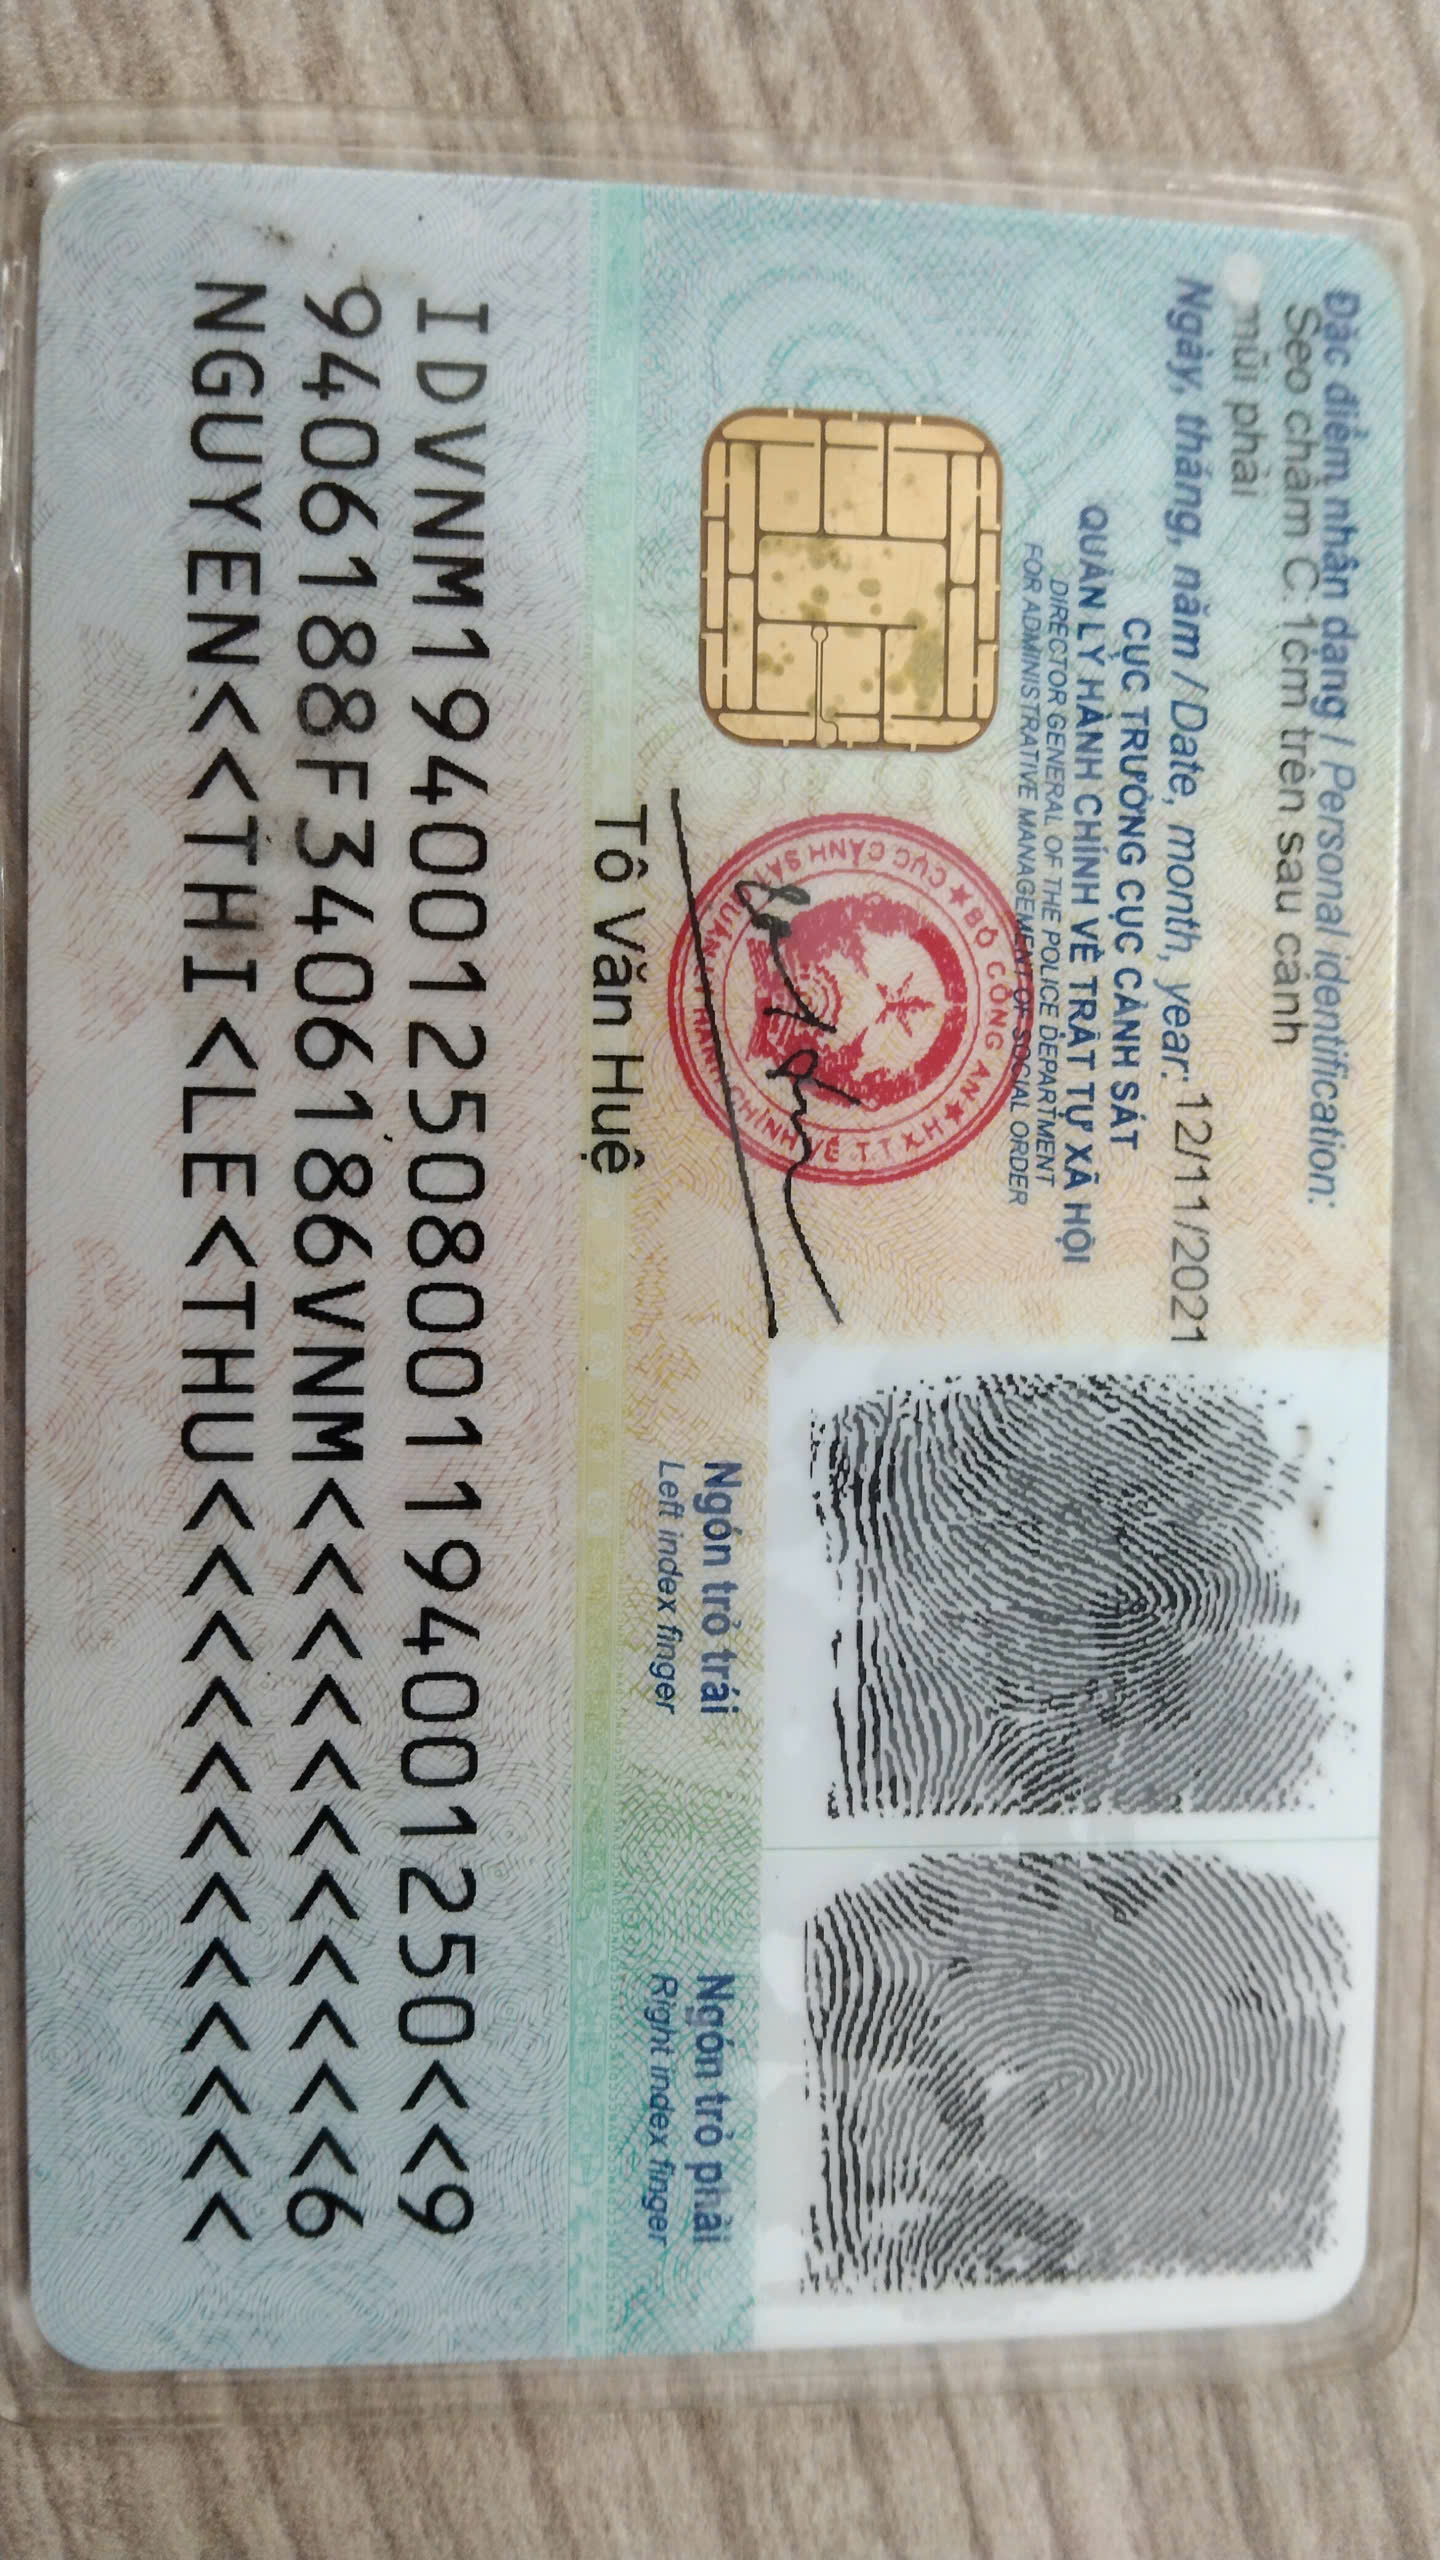 Đặc điểm nhân dạng / Personal identification:
Sẹo chấm C.1cm trên sau cánh
mũi phải
Ngày, tháng, năm / Date, month, year: 12/11/2021
CỤC TRƯỞNG CỤC CẢNH SÁT
QUẢN LÝ HÀNH CHÍNH VỀ TRẬT TỰ XÃ HỘI
DIRECTOR GENERAL OF THE POLICE DEPARTMENT
FOR ADMINISTRATIVE MANAGEMENT OF SOCIAL ORDER
★ BỘ CÔNG AN ★
CỤC CẢNH SÁT QUẢN LÝ HÀNH CHÍNH VỀ TTXH
Tô Văn Huệ
Ngón trỏ trái
Left index finger
Ngón trỏ phải
Right index finger
IDVNM1940012508001194001250<<9
9406188F3406186VNM<<<<<<<<<<<6
NGUYEN<<THI<LE<THU<<<<<<<<<<<<